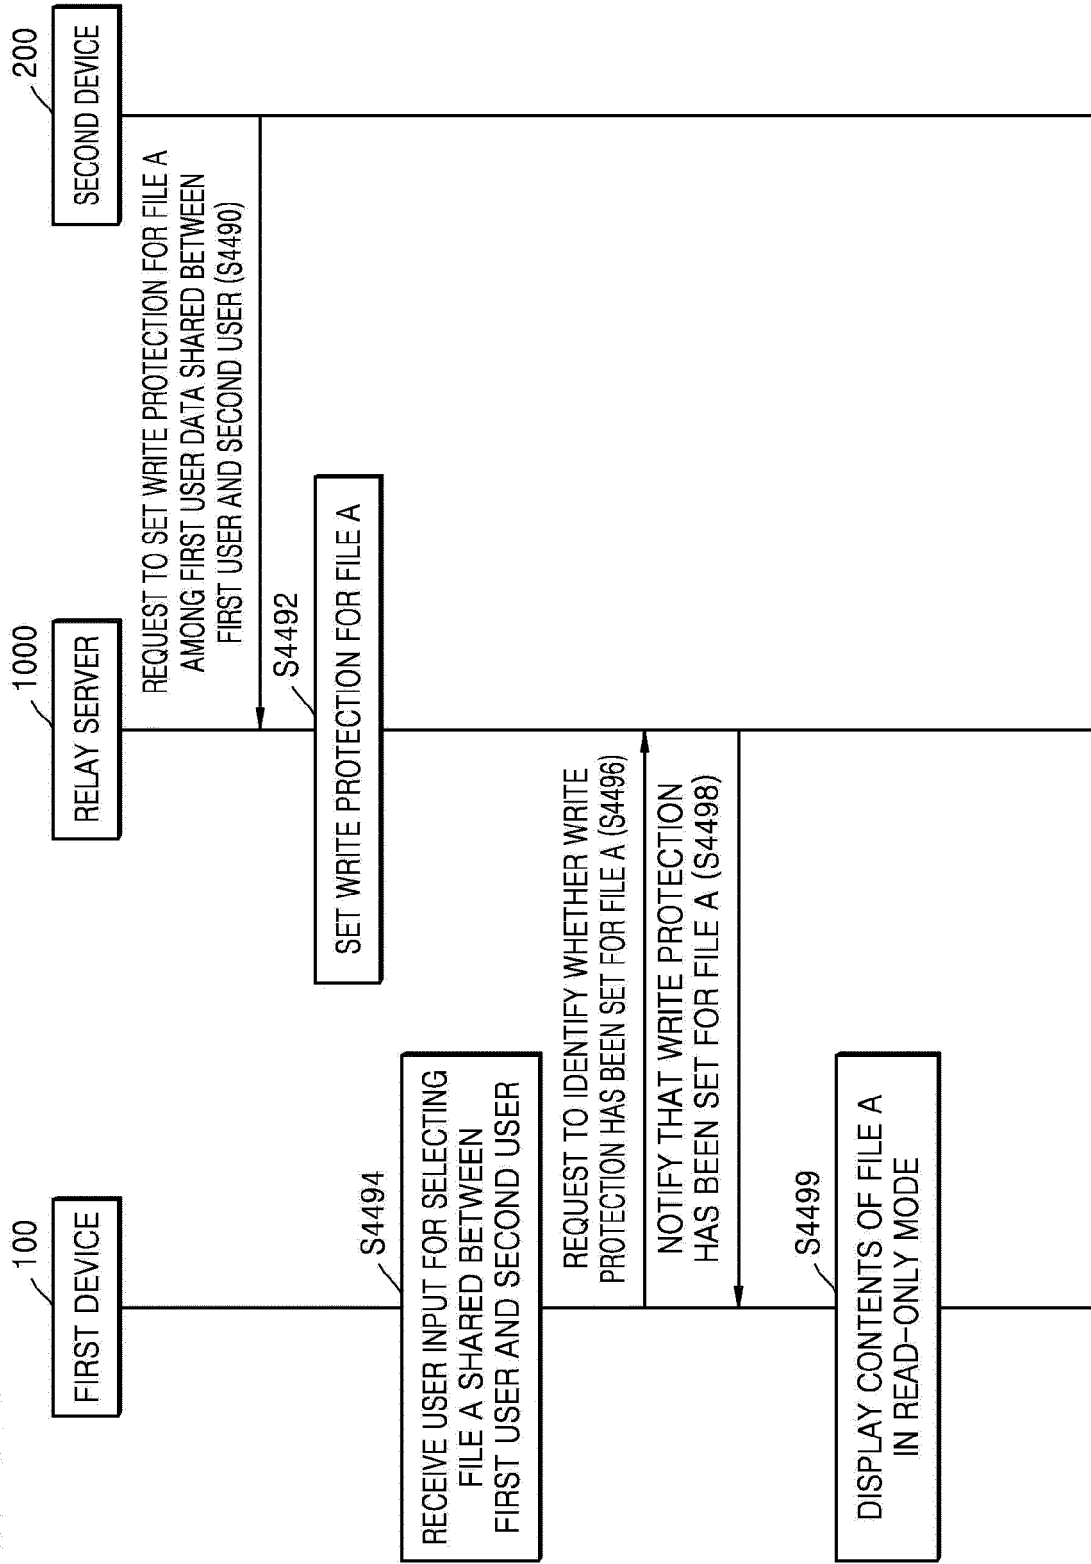 100
FIRST DEVICE
1000
RELAY SERVER
200
SECOND DEVICE
REQUEST TO SET WRITE PROTECTION FOR FILE A
AMONG FIRST USER DATA SHARED BETWEEN
FIRST USER AND SECOND USER (S4490)
S4492
SET WRITE PROTECTION FOR FILE A
S4494
RECEIVE USER INPUT FOR SELECTING
FILE A SHARED BETWEEN
FIRST USER AND SECOND USER
REQUEST TO IDENTIFY WHETHER WRITE
PROTECTION HAS BEEN SET FOR FILE A (S4496)
NOTIFY THAT WRITE PROTECTION
HAS BEEN SET FOR FILE A (S4498)
S4499
DISPLAY CONTENTS OF FILE A
IN READ-ONLY MODE